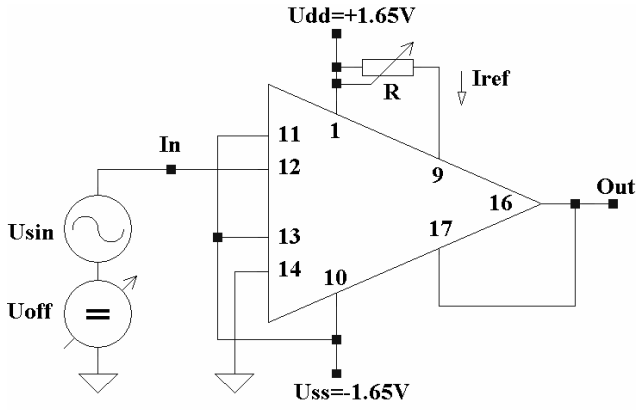 Udd=+1.65V
Iref
R
11
1
In
12
9
Out
16
Usin
17
13
14
10
Uoff
=
Uss=-1.65V